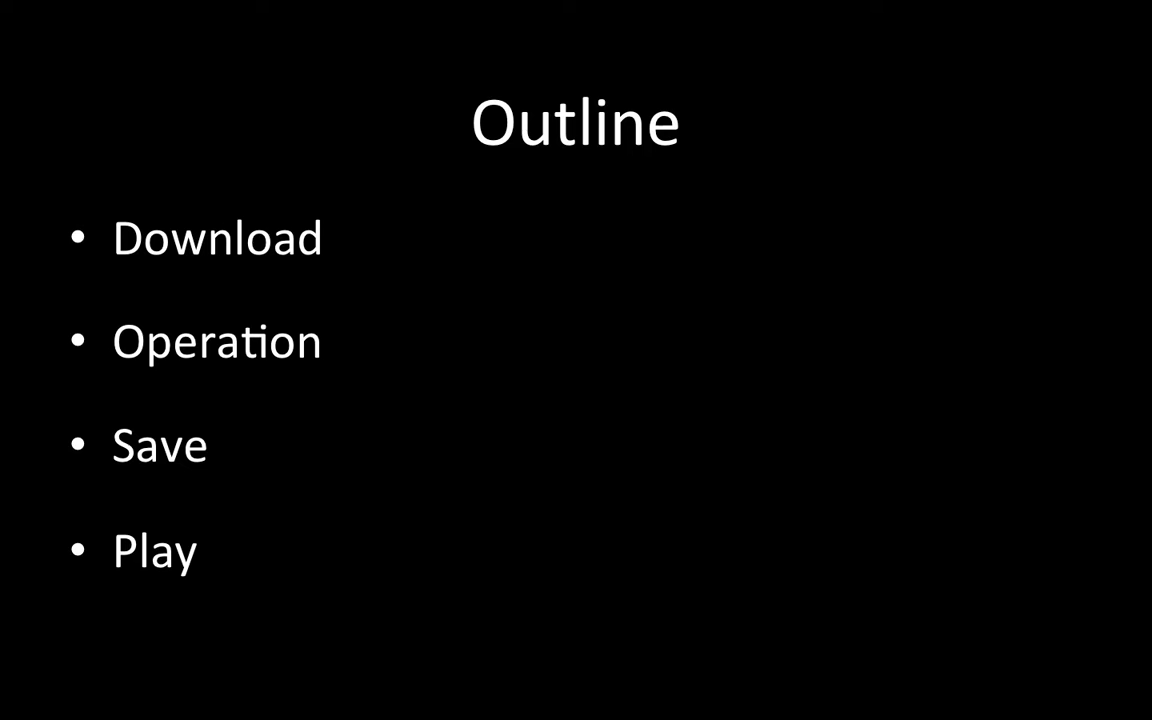 Outline
• Download
• Operation
• Save
• Play